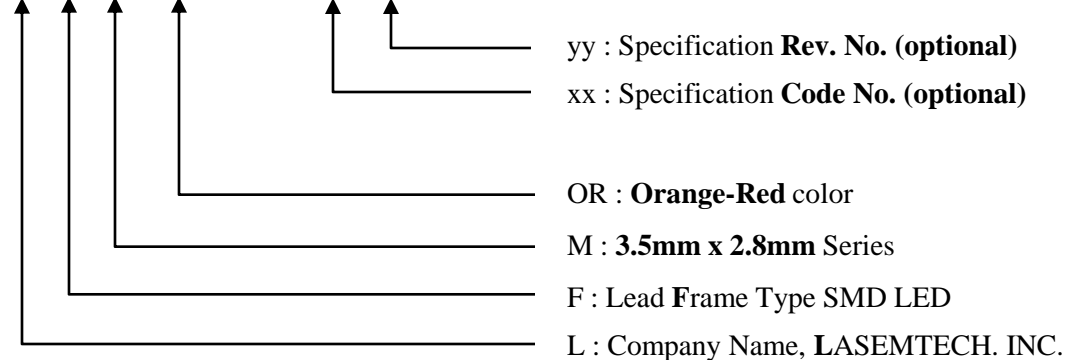 yy : Specification Rev. No. (optional)
xx : Specification Code No. (optional)
OR : Orange-Red color
M : 3.5mm x 2.8mm Series
F : Lead Frame Type SMD LED
L : Company Name, LASEMTECH. INC.